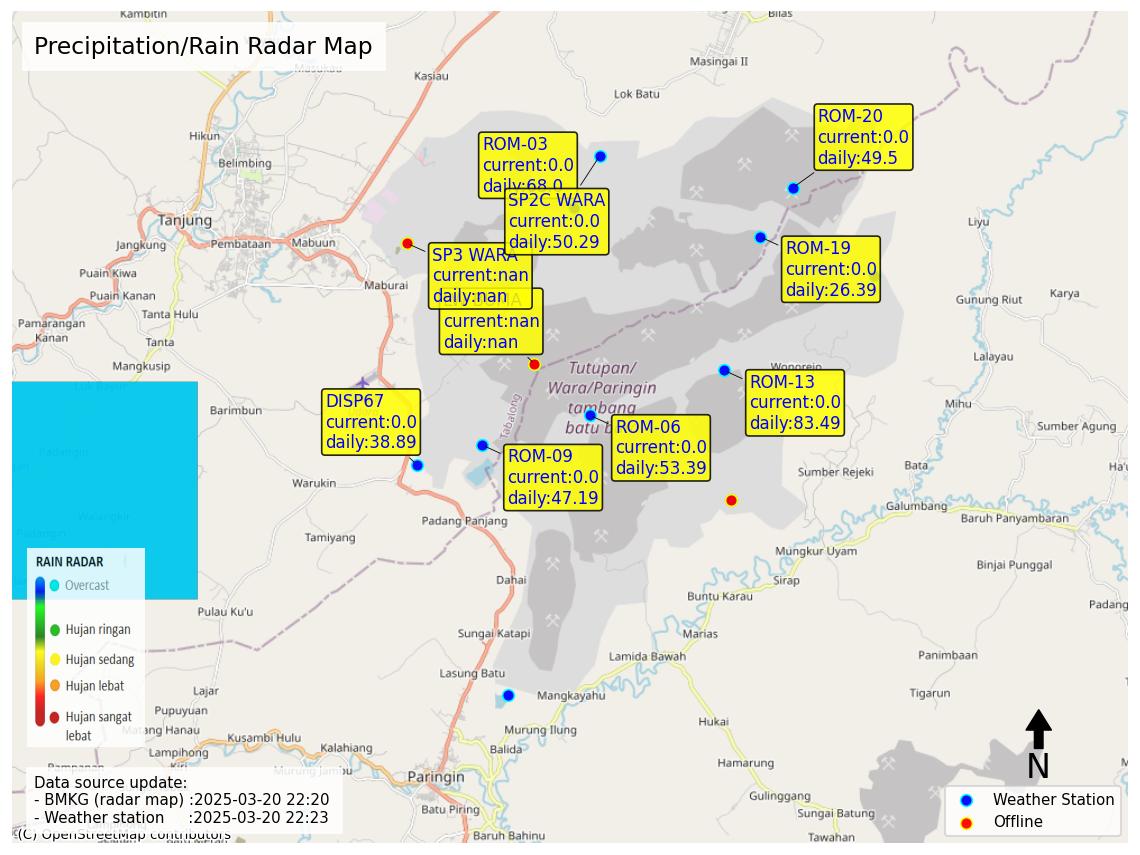 Precipitation/Rain Radar Map
Kambitin
Masukau
Kasiau
Bilas
Masingai II
Lok Batu
Hikun
Belimbing
Tanjung
Jangkung
Pembataan
Mabuun
Puain Kiwa
Maburai
Puain Kanan
Tanta Hulu
Pamarangan
Kanan
Tanta
Mangkusip
Barimbun
Warukin
Tamiyang
Padang Panjang
Dahai
Pulau Ku'u
Sungai Katapi
Lasung Batu
Mangkayahu
Murung Ilung
Balida
Paringin
Batu Piring
Baruh Bahinu
Lajar
Pupuyuan
Matang Hanau
Lampihong
Kusambi Hulu
Kalahiang
Murung Jambu
Liyu
Gunung Riut
Karya
Lalayau
Wonorejo
Mihu
Sumber Agung
Bata
Sumber Rejeki
Galumbang
Baruh Panyambaran
Mungkur Uyam
Sirap
Binjai Punggal
Buntu Karau
Marias
Lamida Bawah
Panimbaan
Tigarun
Hukai
Hamarung
Gulinggang
Sungai Batung
Tawahan
Padang
Tabalong
Tutupan/
Wara/Paringin
tambang
batu b
ROM-03
current:0.0
daily:68.0
SP2C WARA
current:0.0
daily:50.29
ROM-20
current:0.0
daily:49.5
ROM-19
current:0.0
daily:26.39
SP3 WARA
current:nan
daily:nan
current:nan
daily:nan
ROM-13
current:0.0
daily:83.49
DISP67
current:0.0
daily:38.89
ROM-06
current:0.0
daily:53.39
ROM-09
current:0.0
daily:47.19
RAIN RADAR
Overcast
Hujan ringan
Hujan sedang
Hujan lebat
Hujan sangat
lebat
Data source update:
- BMKG (radar map) :2025-03-20 22:20
- Weather station :2025-03-20 22:23
(C) OpenStreetMap contributors
N
Weather Station
Offline